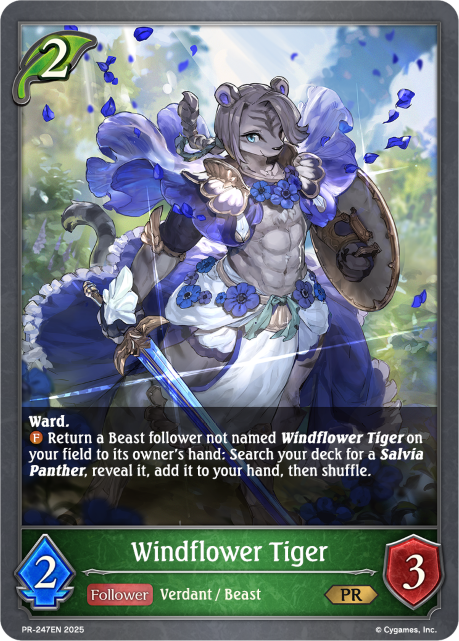 2
Ward.
F Return a Beast follower not named Windflower Tiger on
your field to its owner's hand: Search your deck for a Salvia
Panther, reveal it, add it to your hand, then shuffle.
Windflower Tiger
2
Follower Verdant / Beast PR
3
PR-247EN 2025 © Cygames, Inc.